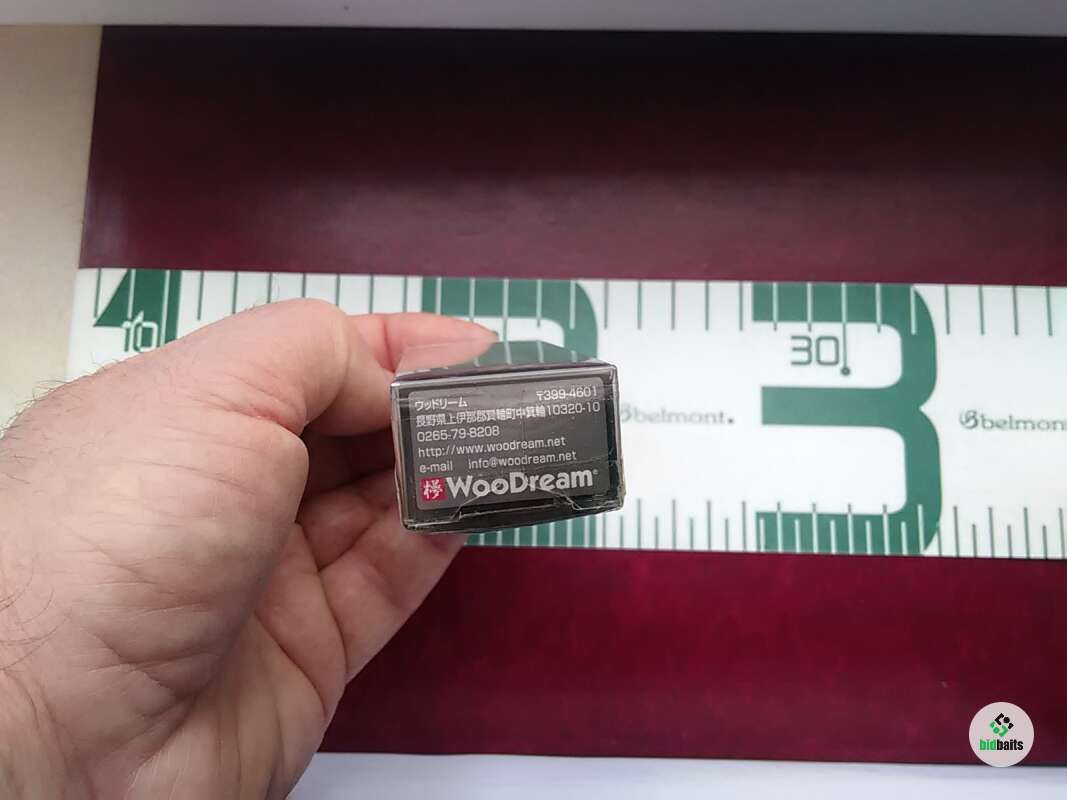 10
30
belmont.
belmont
ウッドリーム 〒399-4601
長野県上伊那郡箕輪町中箕輪10320-10
0265-79-8208
http://www.woodream.net
e-mail info@woodream.net
夢 WooDream®
3
bidbaits